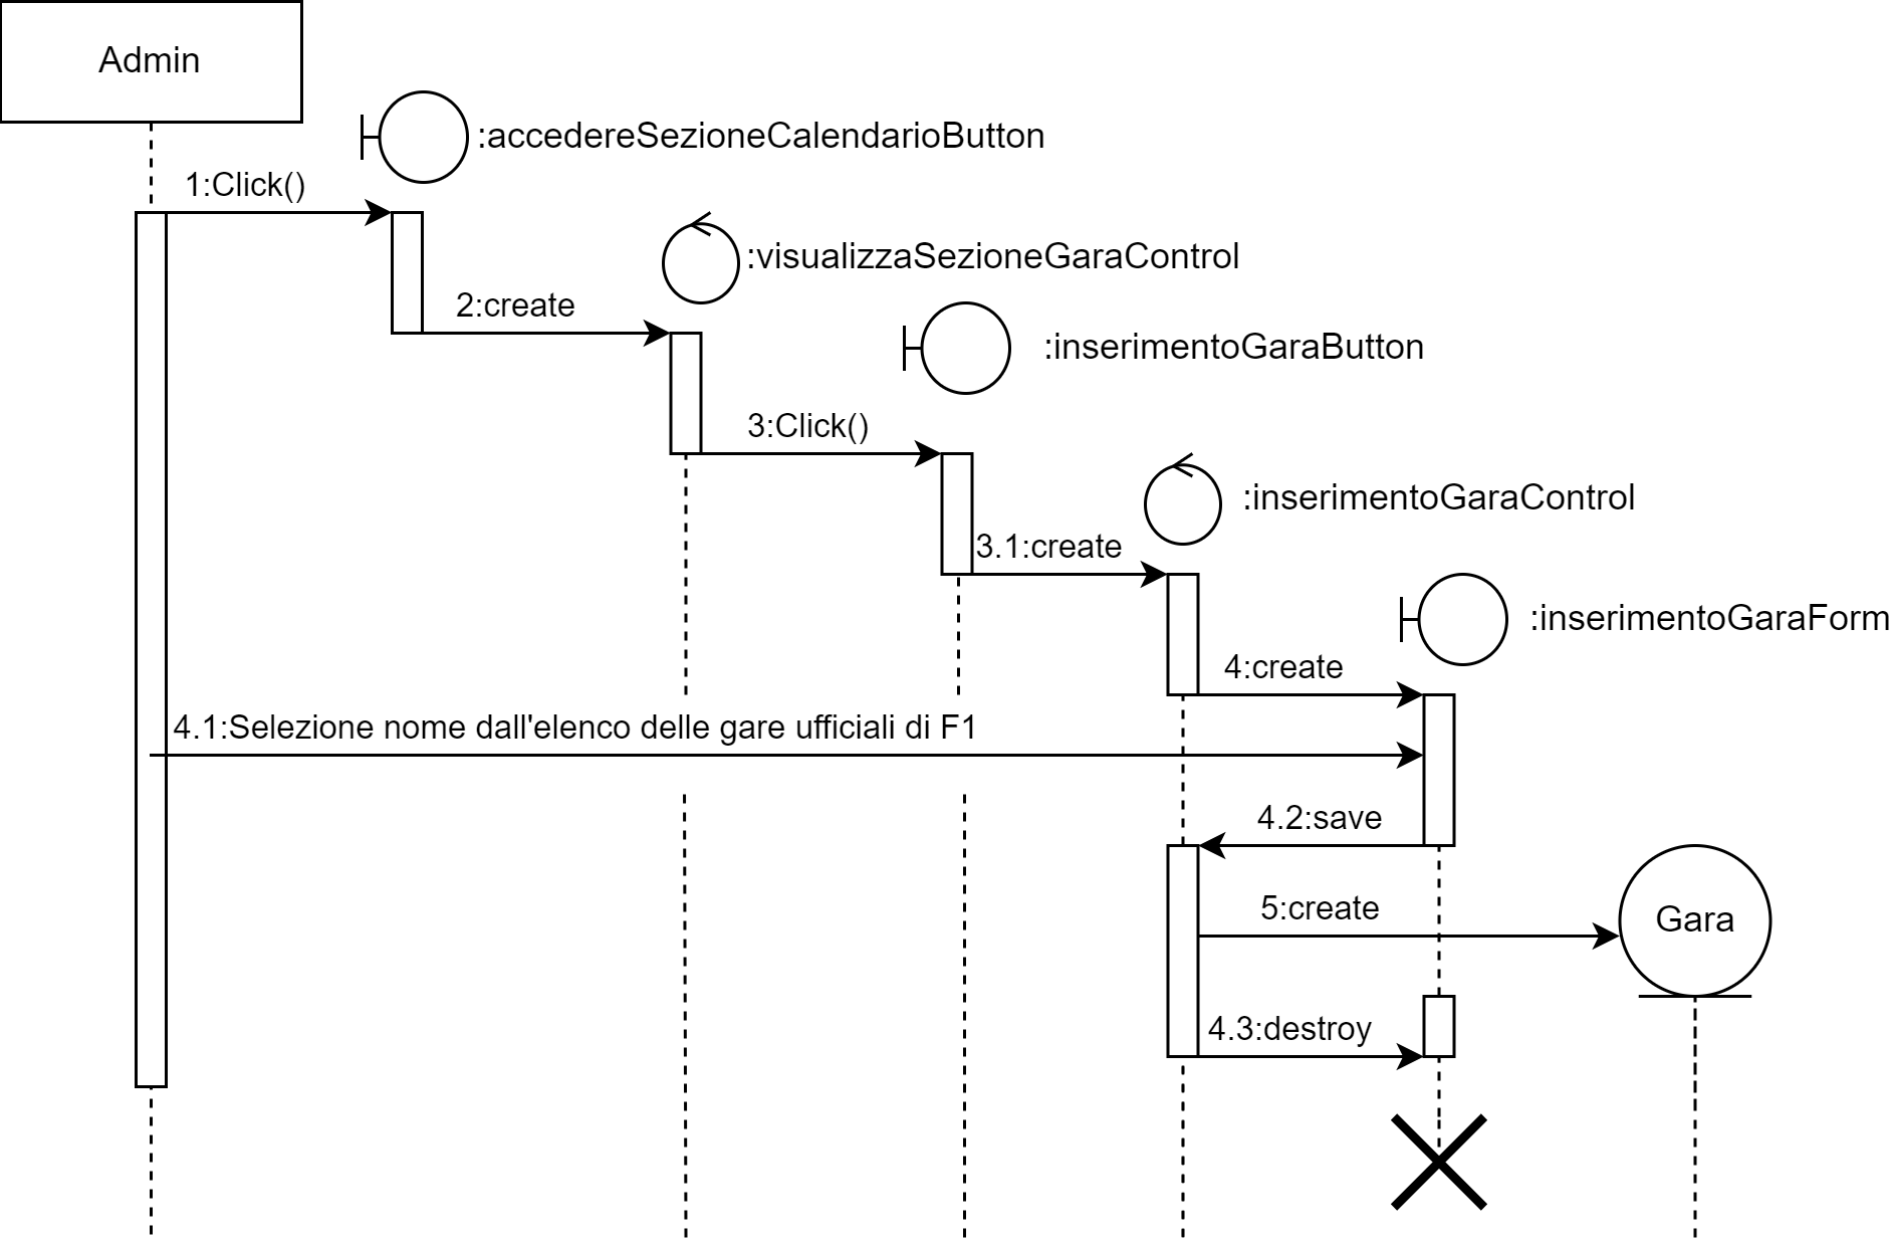 Admin
:accedereSezioneCalendarioButton
1:Click()
:visualizzaSezioneGaraControl
2:create
:inserimentoGaraButton
3:Click()
:inserimentoGaraControl
3.1:create
:inserimentoGaraForm
4:create
4.1:Selezione nome dall'elenco delle gare ufficiali di F1
4.2:save
5:create
Gara
4.3:destroy